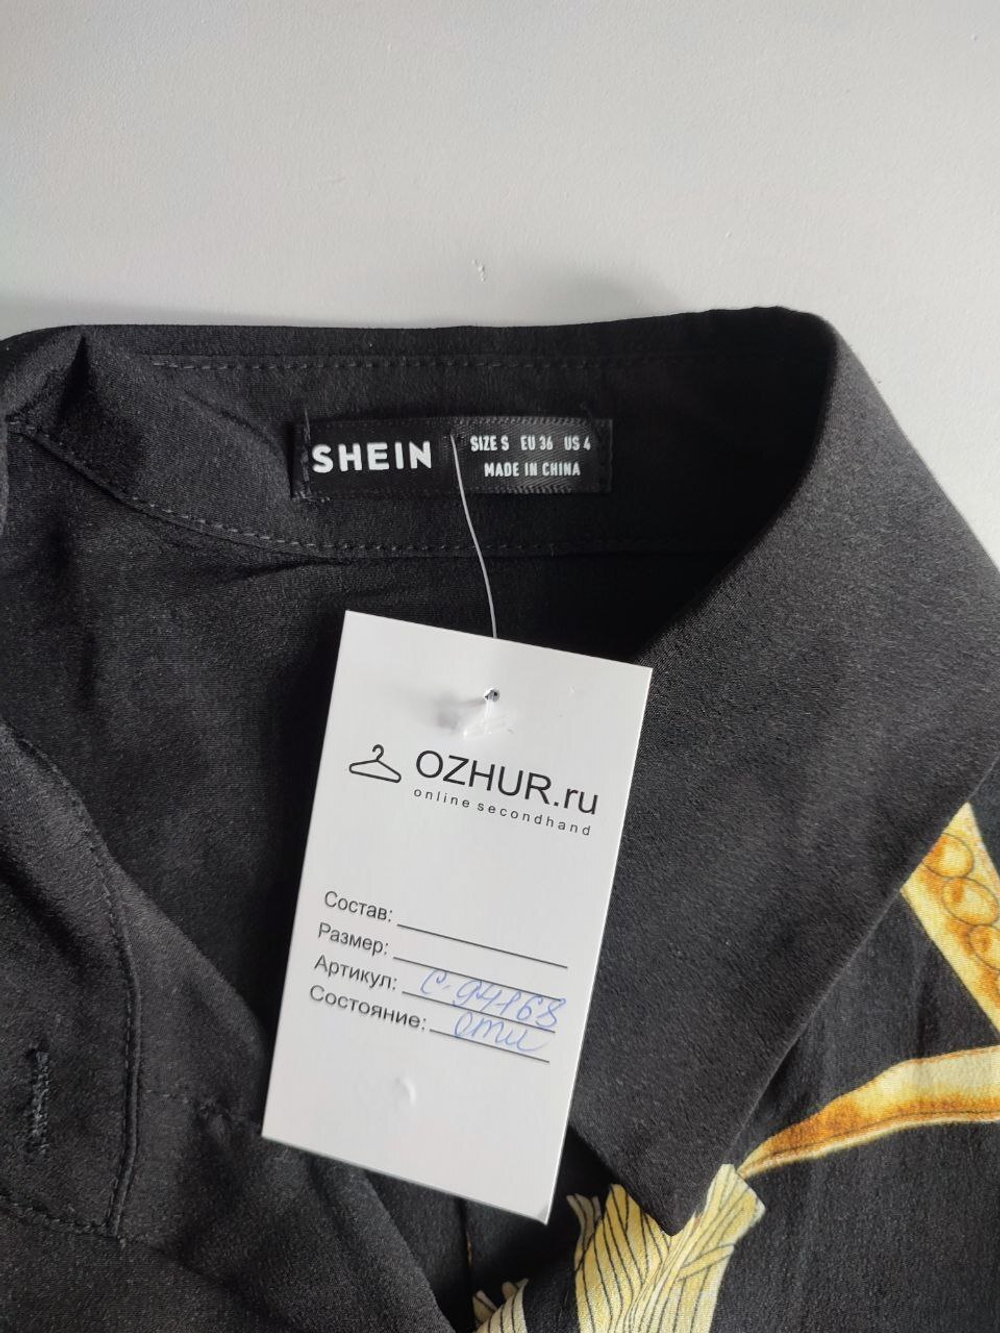 SHEIN
SIZE S EU 36 US 4
MADE IN CHINA
OZHUR.ru
online secondhand
Состав:
Размер:
Артикул: С-94168
Состояние: отл